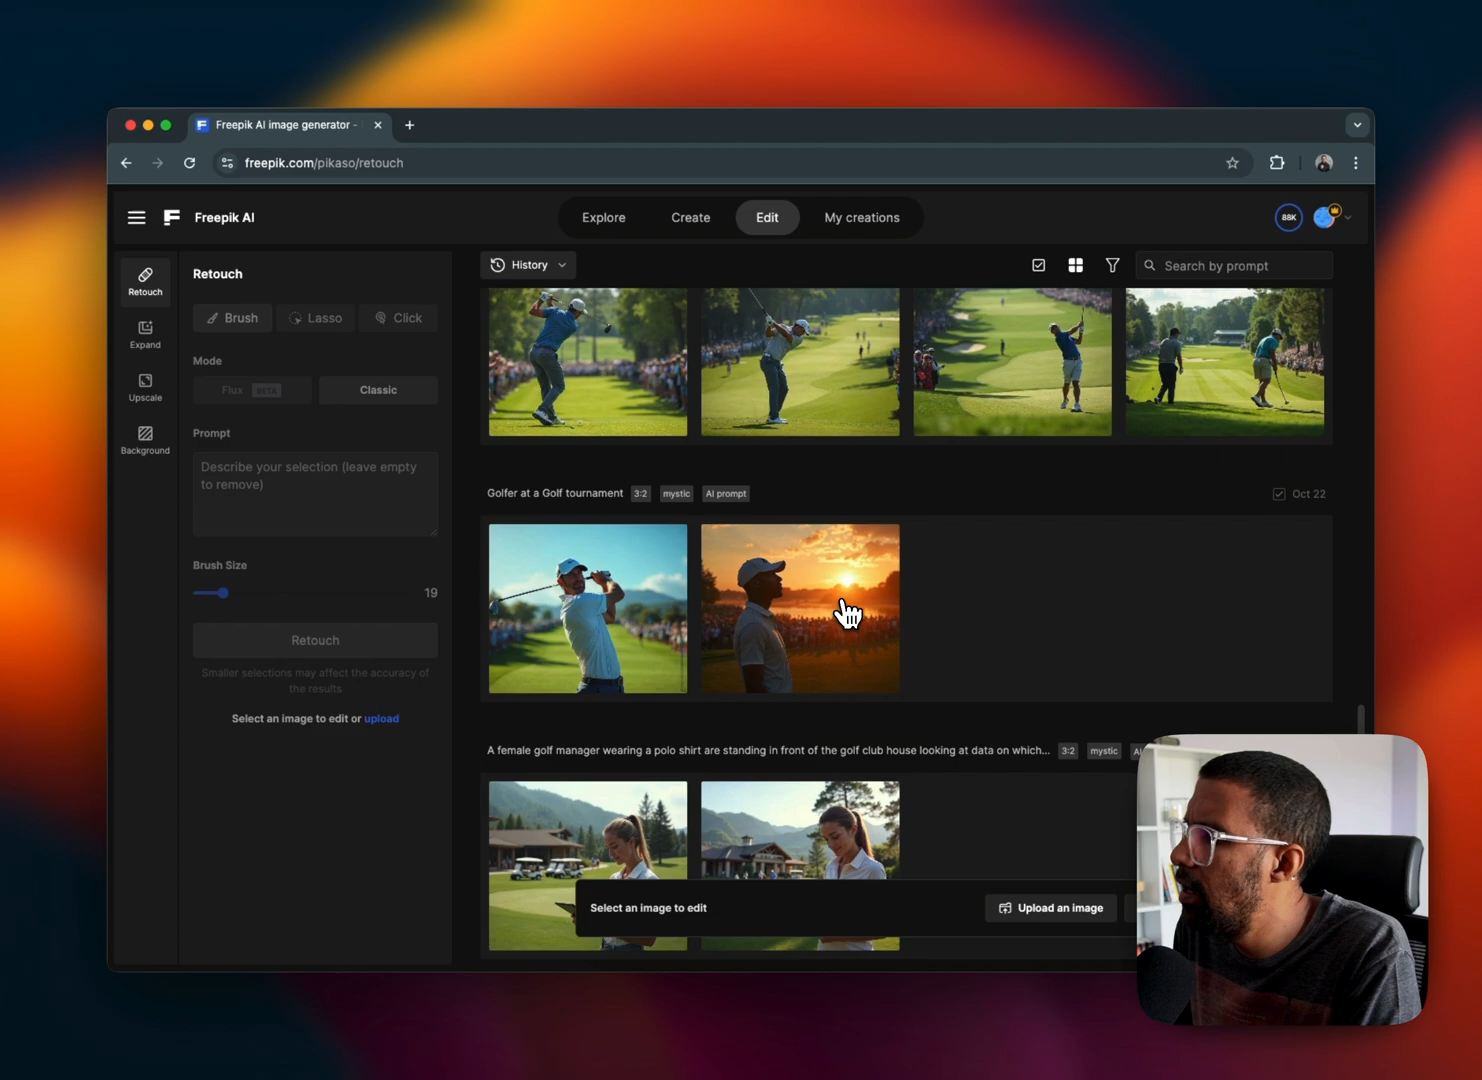 Freepik AI image generator -
freepik.com/pikaso/retouch
Freepik AI
Explore
Create
Edit
My creations
88K
Retouch
Expand
Upscale
Background
Retouch
Brush
Lasso
Click
Mode
Flux BETA
Classic
Prompt
Describe your selection (leave empty
to remove)
Brush Size
19
Retouch
Smaller selections may affect the accuracy of
the results
Select an image to edit or upload
History
Search by prompt
Golfer at a Golf tournament 3:2 mystic AI prompt
Oct 22
A female golf manager wearing a polo shirt are standing in front of the golf club house looking at data on which... 3:2 mystic
Select an image to edit
Upload an image